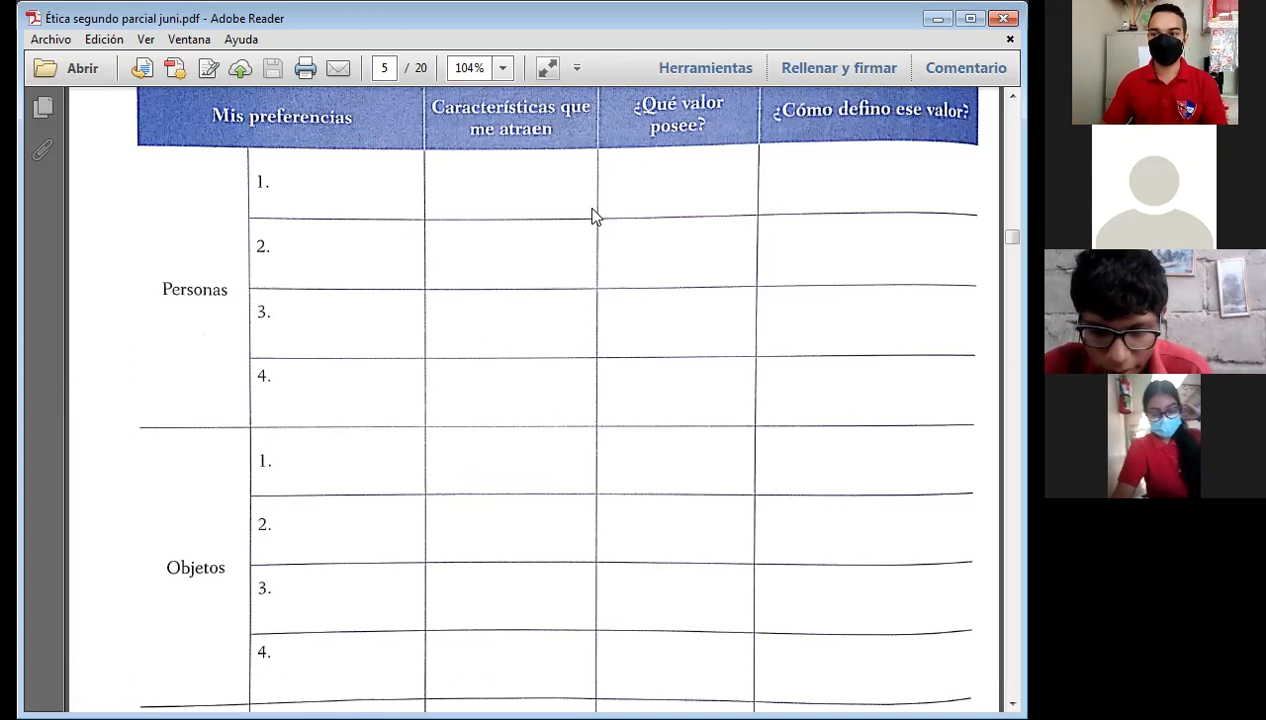 Ética segundo parcial juni.pdf - Adobe Reader
Archivo Edición Ver Ventana Ayuda
Abrir 5 / 20 104% Herramientas Rellenar y firmar Comentario
Mis preferencias
Características que
me atraen
¿Qué valor
posee?
¿Cómo defino ese valor?
Personas
1.
2.
3.
4.
Objetos
1.
2.
3.
4.